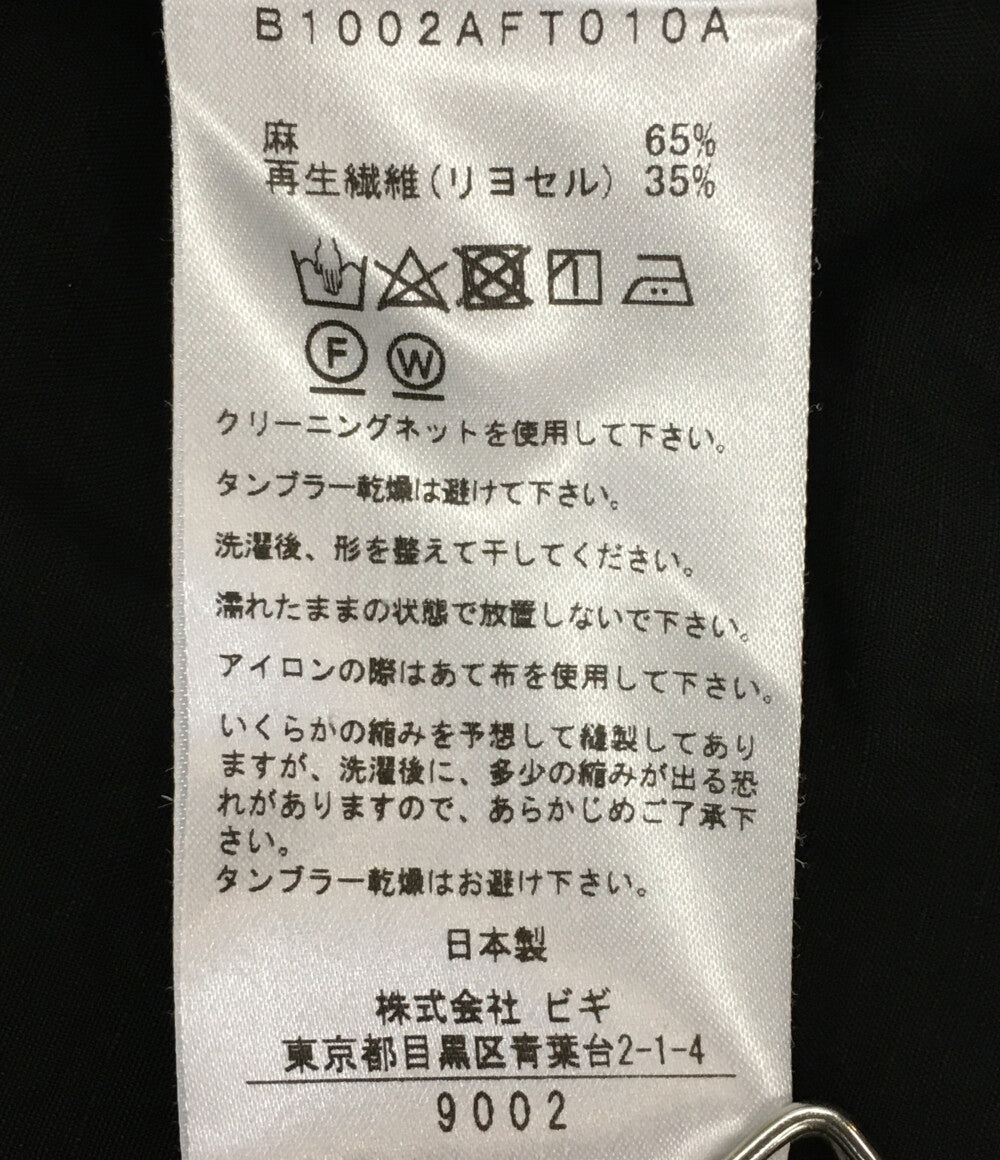 B1002AFT010A
麻 65%
再生繊維(リヨセル) 35%
F W
クリーニングネットを使用して下さい。
タンブラー乾燥は避けて下さい。
洗濯後、形を整えて干してください。
濡れたままの状態で放置しないで下さい。
アイロンの際はあて布を使用して下さい。
いくらかの縮みを予想して縫製してあり
ますが、洗濯後に、多少の縮みが出る恐
れがありますので、あらかじめご了承下
さい。
タンブラー乾燥はお避け下さい。
日本製
株式会社 ビギ
東京都目黒区青葉台2-1-4
9002